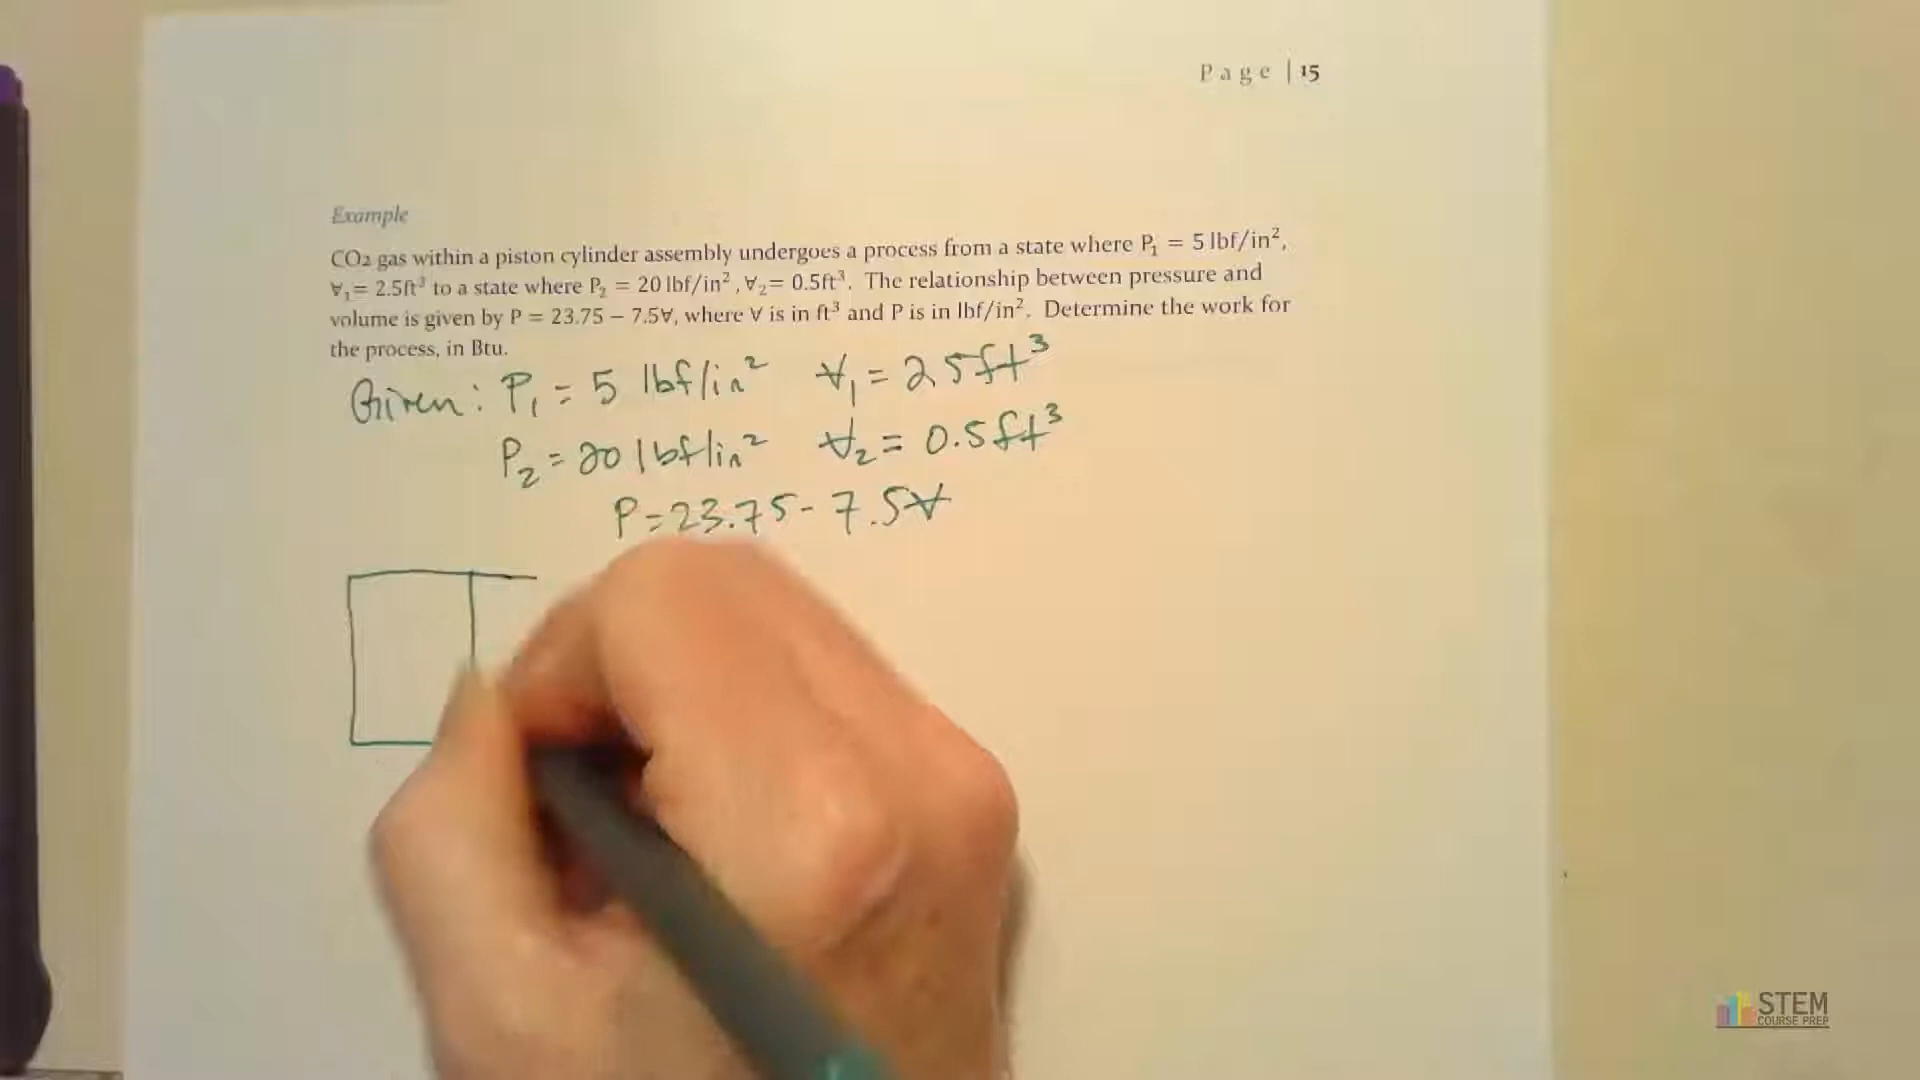 Page | 15
Example
CO2 gas within a piston cylinder assembly undergoes a process from a state where P₁ = 5 lbf/in²,
∀₁= 2.5ft³ to a state where P₂ = 20 lbf/in² , ∀₂= 0.5ft³. The relationship between pressure and
volume is given by P = 23.75 – 7.5∀, where ∀ is in ft³ and P is in lbf/in². Determine the work for
the process, in Btu.
Given: P₁ = 5 lbf/in² ∀₁ = 2.5ft³
P₂ = 20 lbf/in² ∀₂ = 0.5ft³
P=23.75-7.5∀
STEM
COURSE PREP